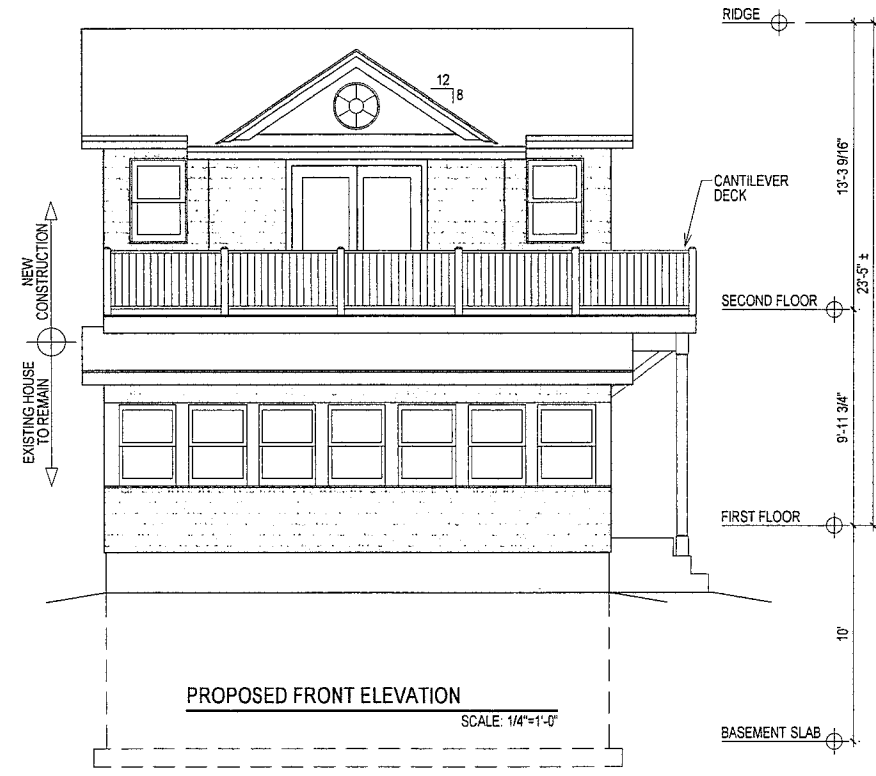 RIDGE
12
8
13'-3 9/16"
CANTILEVER
DECK
NEW
CONSTRUCTION
23'-5" ±
SECOND FLOOR
EXISTING HOUSE
TO REMAIN
9'-11 3/4"
FIRST FLOOR
10'
PROPOSED FRONT ELEVATION
SCALE: 1/4"=1'-0"
BASEMENT SLAB